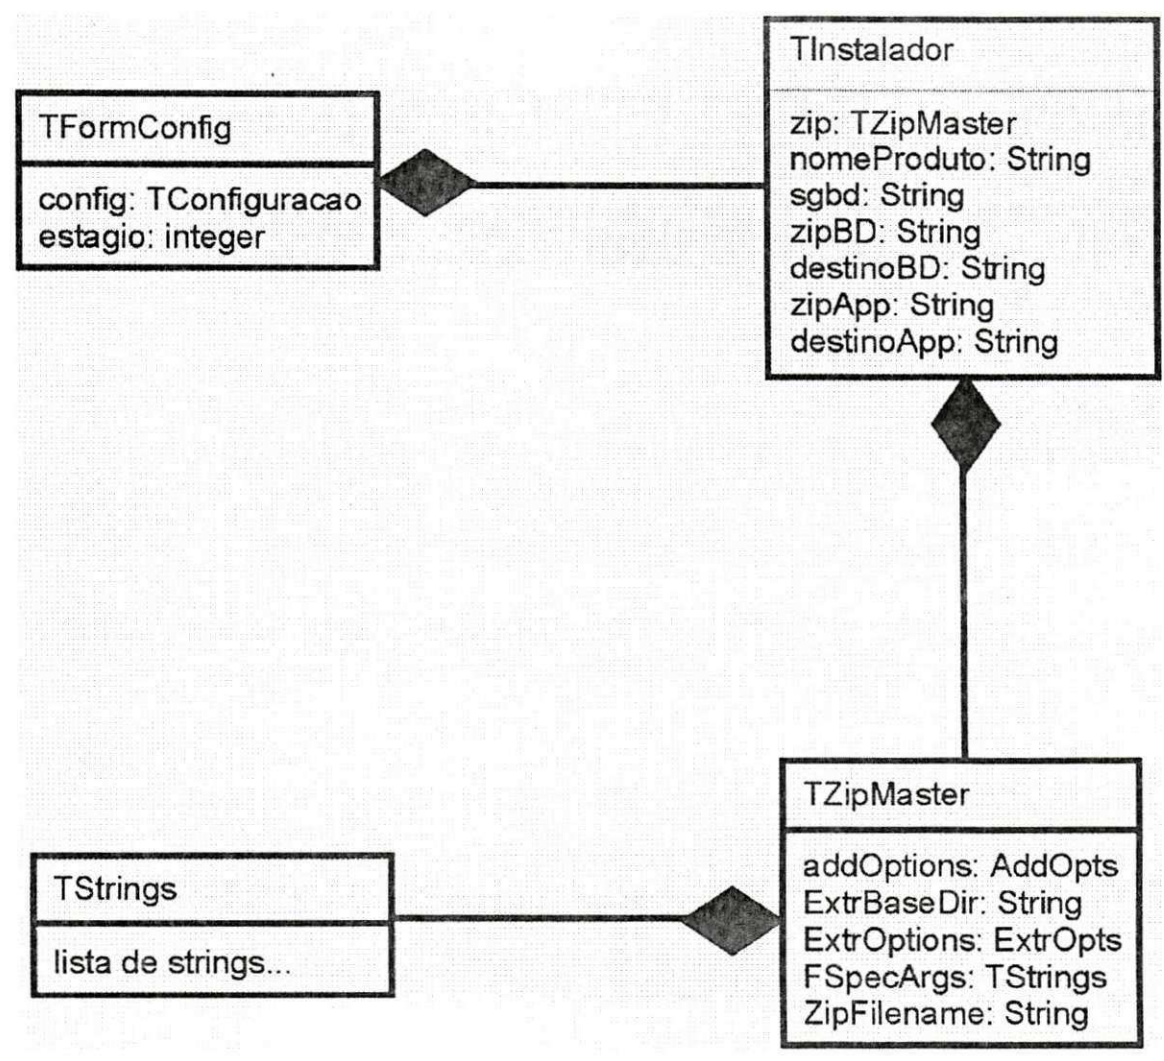 TInstalador
zip: TZipMaster
nomeProduto: String
sgbd: String
zipBD: String
destinoBD: String
zipApp: String
destinoApp: String
TFormConfig
config: TConfiguracao
estagio: integer
TZipMaster
addOptions: AddOpts
ExtrBaseDir: String
ExtrOptions: ExtrOpts
FSpecArgs: TStrings
ZipFilename: String
TStrings
lista de strings...